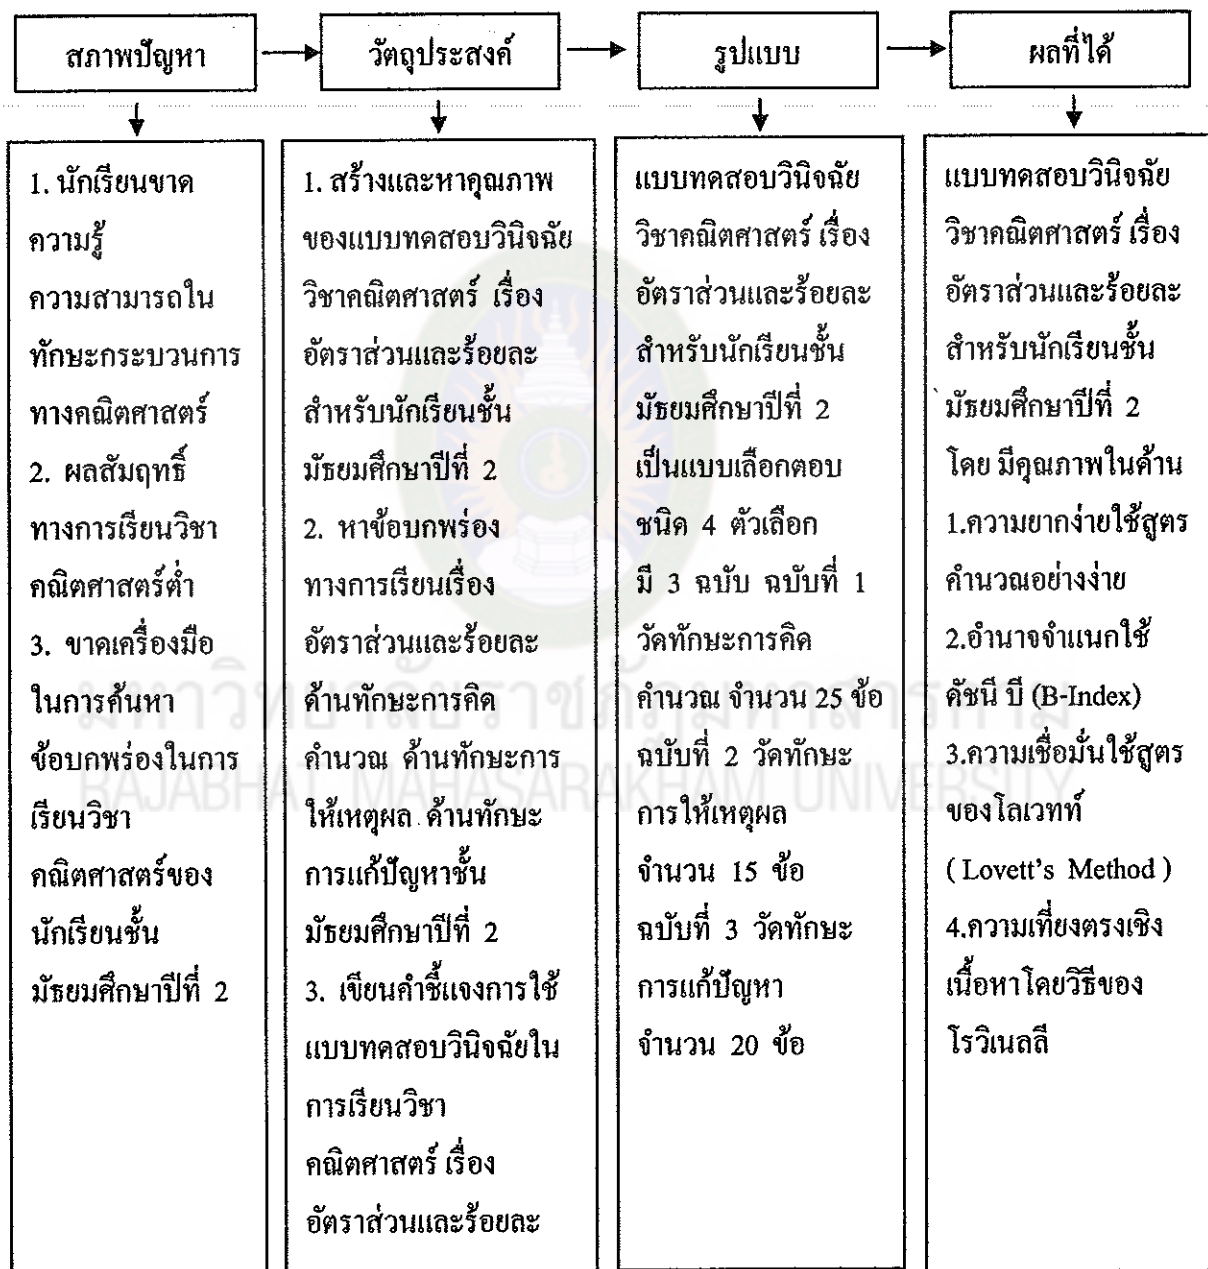 สภาพปัญหา
วัตถุประสงค์
รูปแบบ
ผลที่ได้
1. นักเรียนขาด
ความรู้
ความสามารถใน
ทักษะกระบวนการ
ทางคณิตศาสตร์
2. ผลสัมฤทธิ์
ทางการเรียนวิชา
คณิตศาสตร์ต่ำ
3. ขาดเครื่องมือ
ในการค้นหา
ข้อบกพร่องในการ
เรียนวิชา
คณิตศาสตร์ของ
นักเรียนชั้น
มัธยมศึกษาปีที่ 2
1. สร้างและหาคุณภาพ
ของแบบทดสอบวินิจฉัย
วิชาคณิตศาสตร์ เรื่อง
อัตราส่วนและร้อยละ
สำหรับนักเรียนชั้น
มัธยมศึกษาปีที่ 2
2. หาข้อบกพร่อง
ทางการเรียนเรื่อง
อัตราส่วนและร้อยละ
ด้านทักษะการคิด
คำนวณ ด้านทักษะการ
ให้เหตุผล ด้านทักษะ
การแก้ปัญหาชั้น
มัธยมศึกษาปีที่ 2
3. เขียนคำชี้แจงการใช้
แบบทดสอบวินิจฉัยใน
การเรียนวิชา
คณิตศาสตร์ เรื่อง
อัตราส่วนและร้อยละ
แบบทดสอบวินิจฉัย
วิชาคณิตศาสตร์ เรื่อง
อัตราส่วนและร้อยละ
สำหรับนักเรียนชั้น
มัธยมศึกษาปีที่ 2
เป็นแบบเลือกตอบ
ชนิด 4 ตัวเลือก
มี 3 ฉบับ ฉบับที่ 1
วัดทักษะการคิด
คำนวณ จำนวน 25 ข้อ
ฉบับที่ 2 วัดทักษะ
การให้เหตุผล
จำนวน 15 ข้อ
ฉบับที่ 3 วัดทักษะ
การแก้ปัญหา
จำนวน 20 ข้อ
แบบทดสอบวินิจฉัย
วิชาคณิตศาสตร์ เรื่อง
อัตราส่วนและร้อยละ
สำหรับนักเรียนชั้น
มัธยมศึกษาปีที่ 2
โดย มีคุณภาพในด้าน
1.ความยากง่ายใช้สูตร
คำนวณอย่างง่าย
2.อำนาจจำแนกใช้
ดัชนี บี (B-Index)
3.ความเชื่อมั่นใช้สูตร
ของโลเวทท์
( Lovett's Method )
4.ความเที่ยงตรงเชิง
เนื้อหาโดยวิธีของ
โรวิเนลลี
มหาวิทยาลัยราชภัฏมหาสารคาม
RAJABHAT MAHASARAKHAM UNIVERSITY